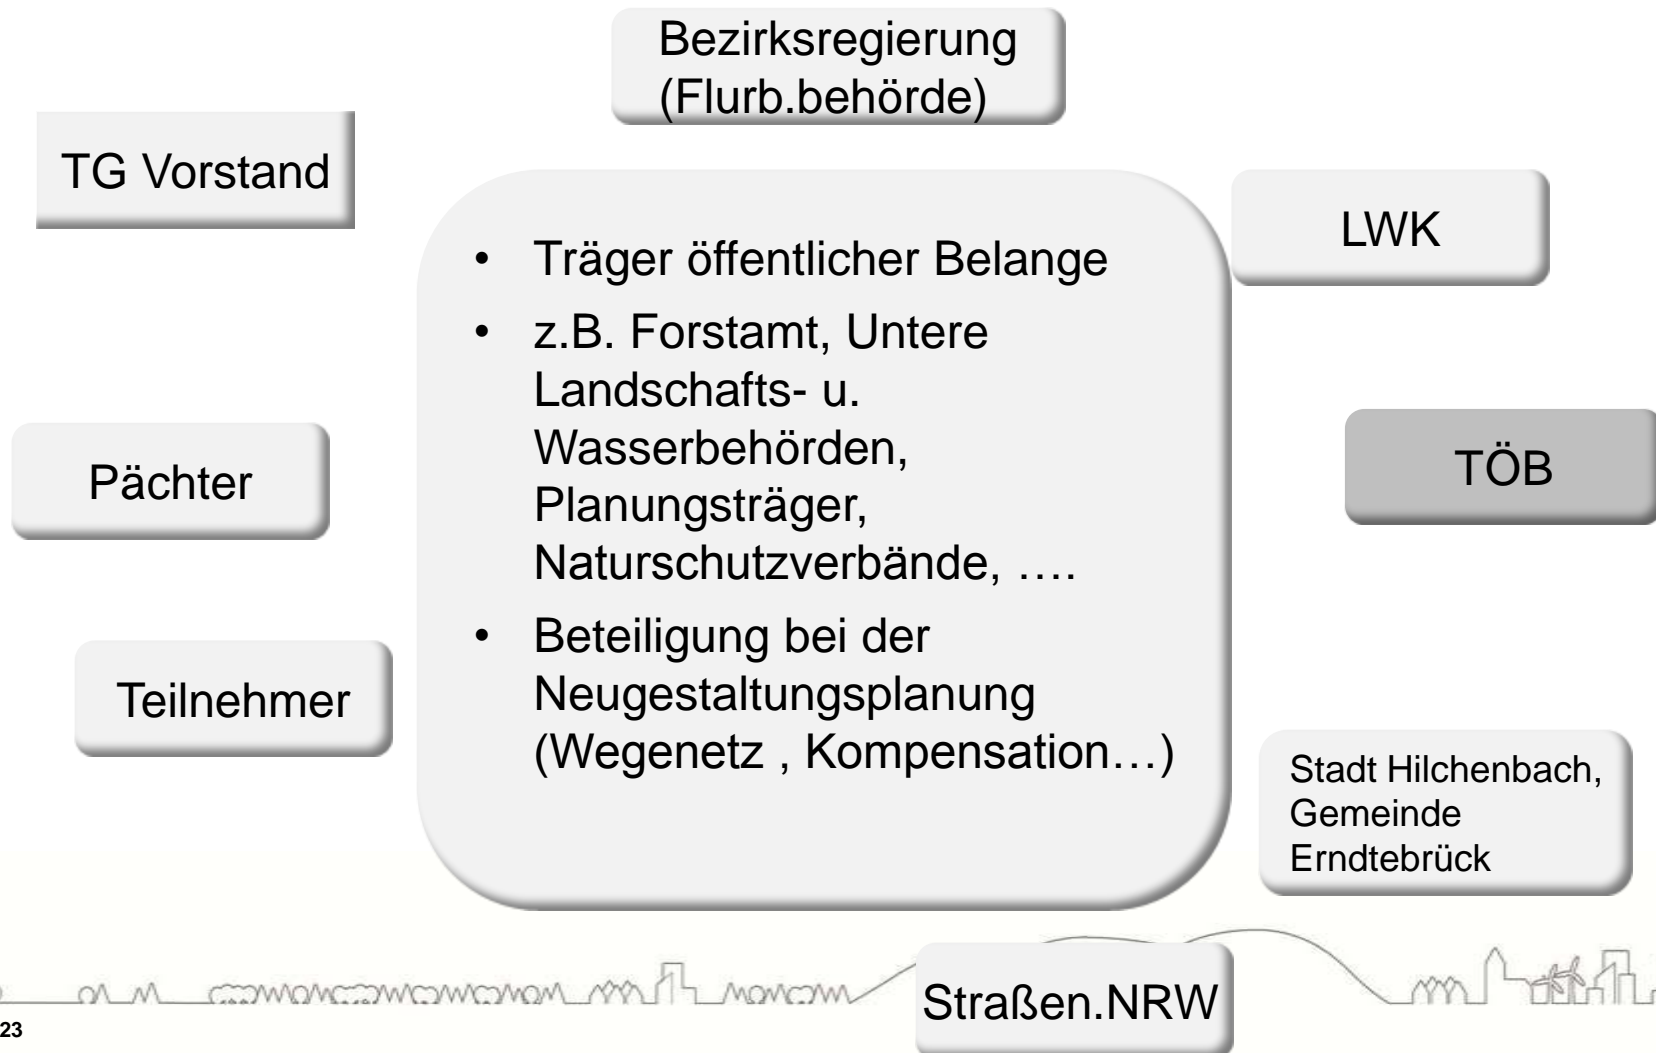 Bezirksregierung
(Flurb.behörde)
TG Vorstand
LWK
• Träger öffentlicher Belange
• z.B. Forstamt, Untere
Landschafts- u.
Wasserbehörden,
Planungsträger,
Naturschutzverbände, ….
• Beteiligung bei der
Neugestaltungsplanung
(Wegenetz , Kompensation…)
Pächter
TÖB
Teilnehmer
Stadt Hilchenbach,
Gemeinde
Erndtebrück
Straßen.NRW
23